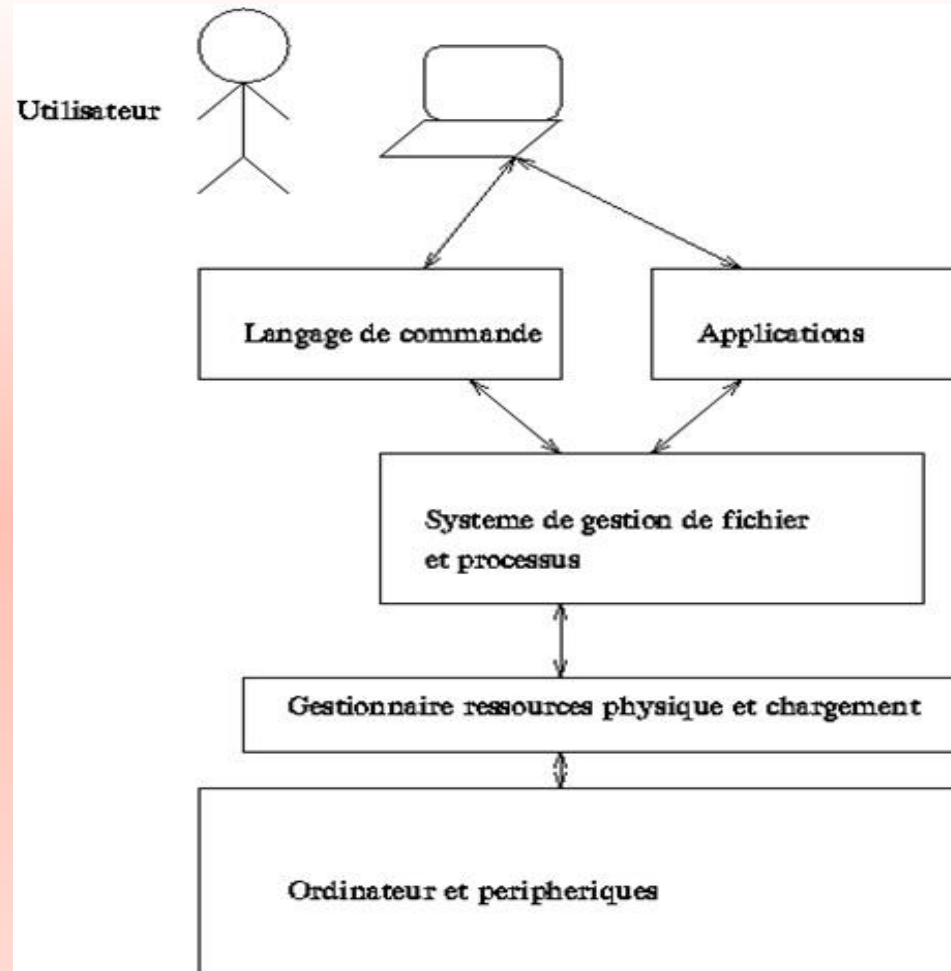 Utilisateur
Langage de commande
Applications
Systeme de gestion de fichier
et processus
Gestionnaire ressources physique et chargement
Ordinateur et peripheriques